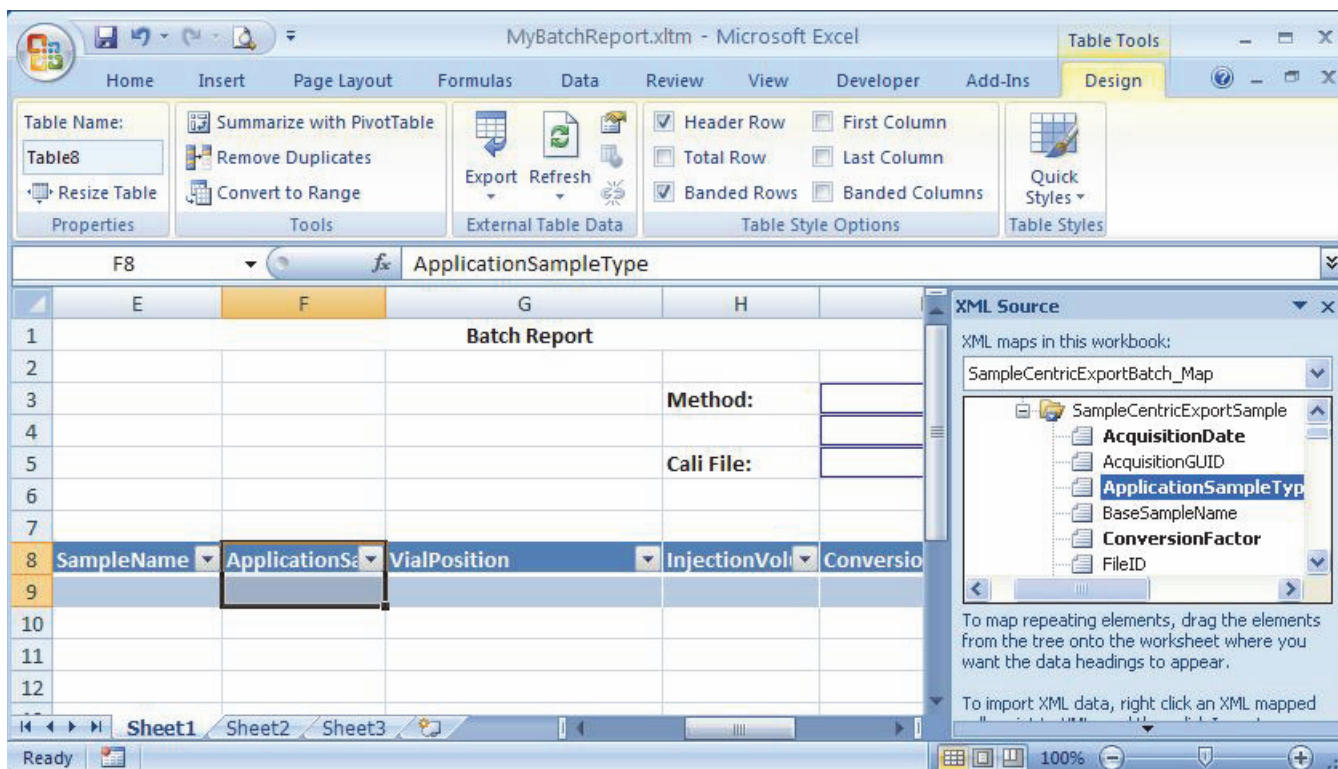 MyBatchReport.xltm - Microsoft Excel
Table Tools
Home Insert Page Layout Formulas Data Review View Developer Add-Ins Design
Table Name:
Table8
Resize Table
Properties
Summarize with PivotTable
Remove Duplicates
Convert to Range
Tools
Export Refresh
External Table Data
Header Row First Column
Total Row Last Column
Banded Rows Banded Columns
Table Style Options
Quick
Styles
Table Styles
F8 fx ApplicationSampleType
E F G H
1 Batch Report
2
3 Method:
4
5 Cali File:
6
7
8 SampleName ApplicationSa VialPosition InjectionVolu Conversio
9
10
11
12
XML Source
XML maps in this workbook:
SampleCentricExportBatch_Map
SampleCentricExportSample
AcquisitionDate
AcquisitionGUID
ApplicationSampleTyp
BaseSampleName
ConversionFactor
FileID
To map repeating elements, drag the elements
from the tree onto the worksheet where you
want the data headings to appear.
To import XML data, right click an XML mapped
Sheet1 Sheet2 Sheet3
Ready 100%